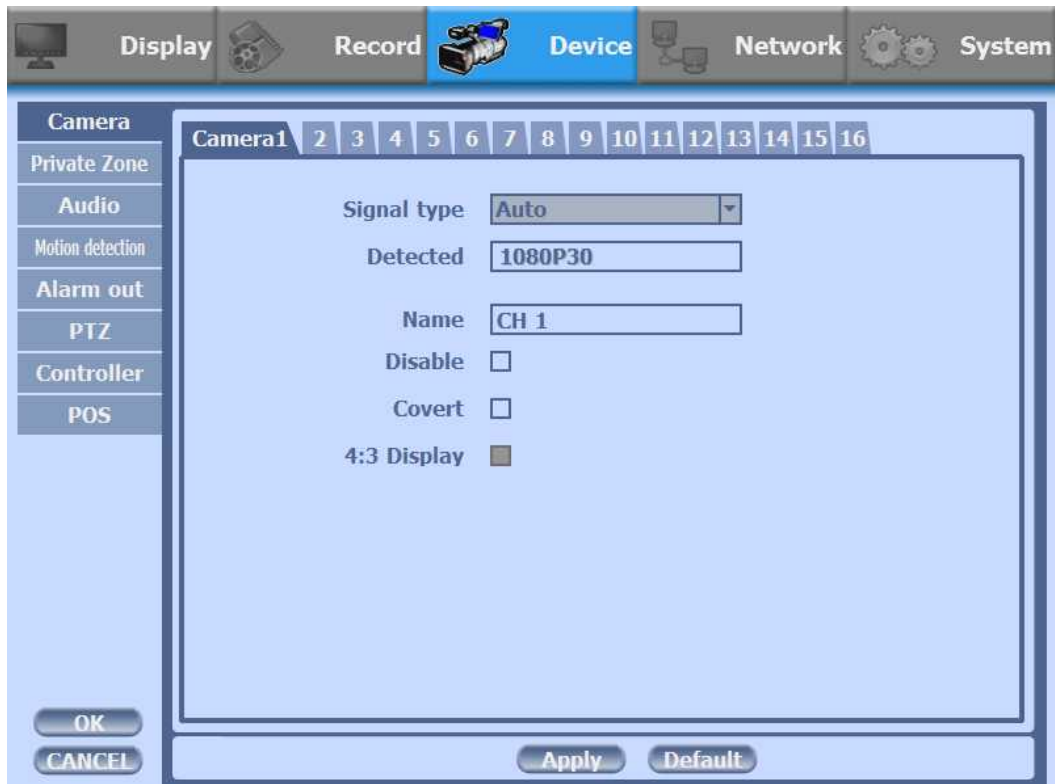 Display Record Device Network System
Camera
Private Zone
Audio
Motion detection
Alarm out
PTZ
Controller
POS
OK
CANCEL
Camera1 2 3 4 5 6 7 8 9 10 11 12 13 14 15 16
Signal type Auto
Detected 1080P30
Name CH 1
Disable
Covert
4:3 Display
Apply Default